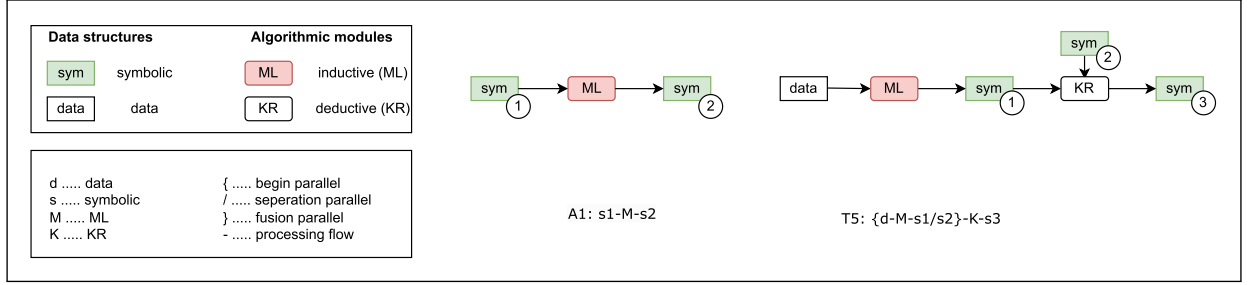 Data structures Algorithmic modules
sym symbolic ML inductive (ML)
data data KR deductive (KR)
d ..... data { ..... begin parallel
s ..... symbolic / ..... seperation parallel
M ..... ML } ..... fusion parallel
K ..... KR - ..... processing flow
sym 1 ML sym 2
A1: s1-M-s2
sym 2
data ML sym 1 KR sym 3
T5: {d-M-s1/s2}-K-s3